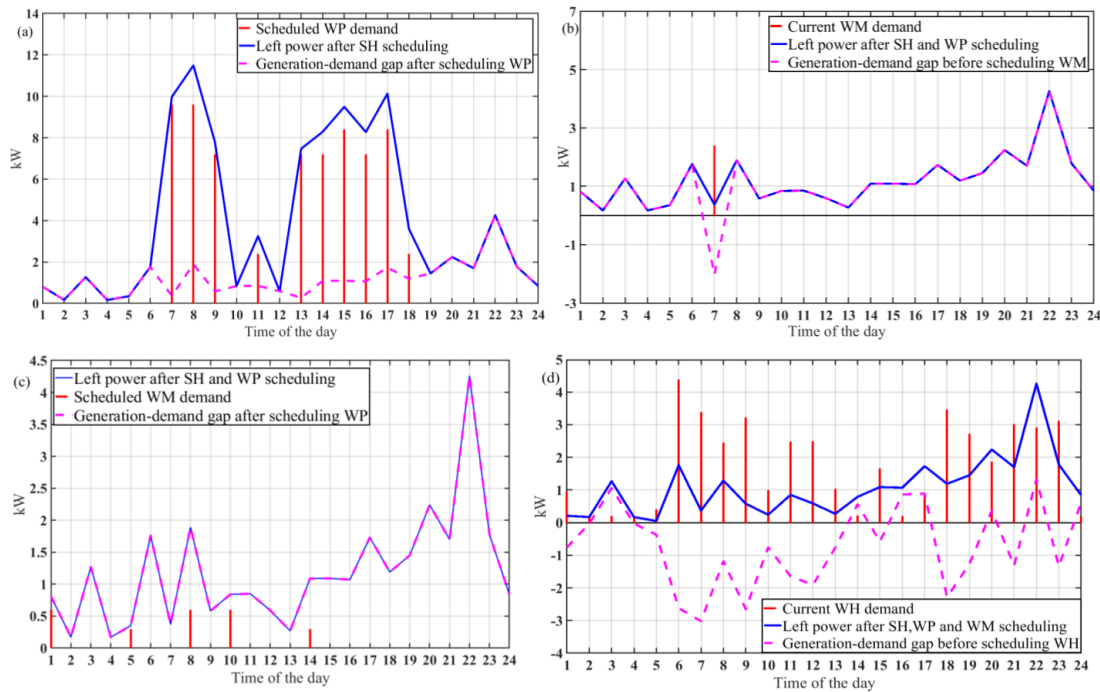 (a)
Scheduled WP demand
Left power after SH scheduling
Generation-demand gap after scheduling WP
14
12
10
8
6
4
2
0
kW
1 2 3 4 5 6 7 8 9 10 11 12 13 14 15 16 17 18 19 20 21 22 23 24
Time of the day
(b)
Current WM demand
Left power after SH and WP scheduling
Generation-demand gap before scheduling WM
7
5
3
1
-1
-3
kW
1 2 3 4 5 6 7 8 9 10 11 12 13 14 15 16 17 18 19 20 21 22 23 24
Time of the day
(c)
Left power after SH and WP scheduling
Scheduled WM demand
Generation-demand gap after scheduling WP
4.5
4
3.5
3
2.5
2
1.5
1
0.5
0
kW
1 2 3 4 5 6 7 8 9 10 11 12 13 14 15 16 17 18 19 20 21 22 23 24
Time of the day
(d)
5
4
3
2
1
0
-1
-2
-3
-4
kW
Current WH demand
Left power after SH,WP and WM scheduling
Generation-demand gap before scheduling WH
1 2 3 4 5 6 7 8 9 10 11 12 13 14 15 16 17 18 19 20 21 22 23 24
Time of the day